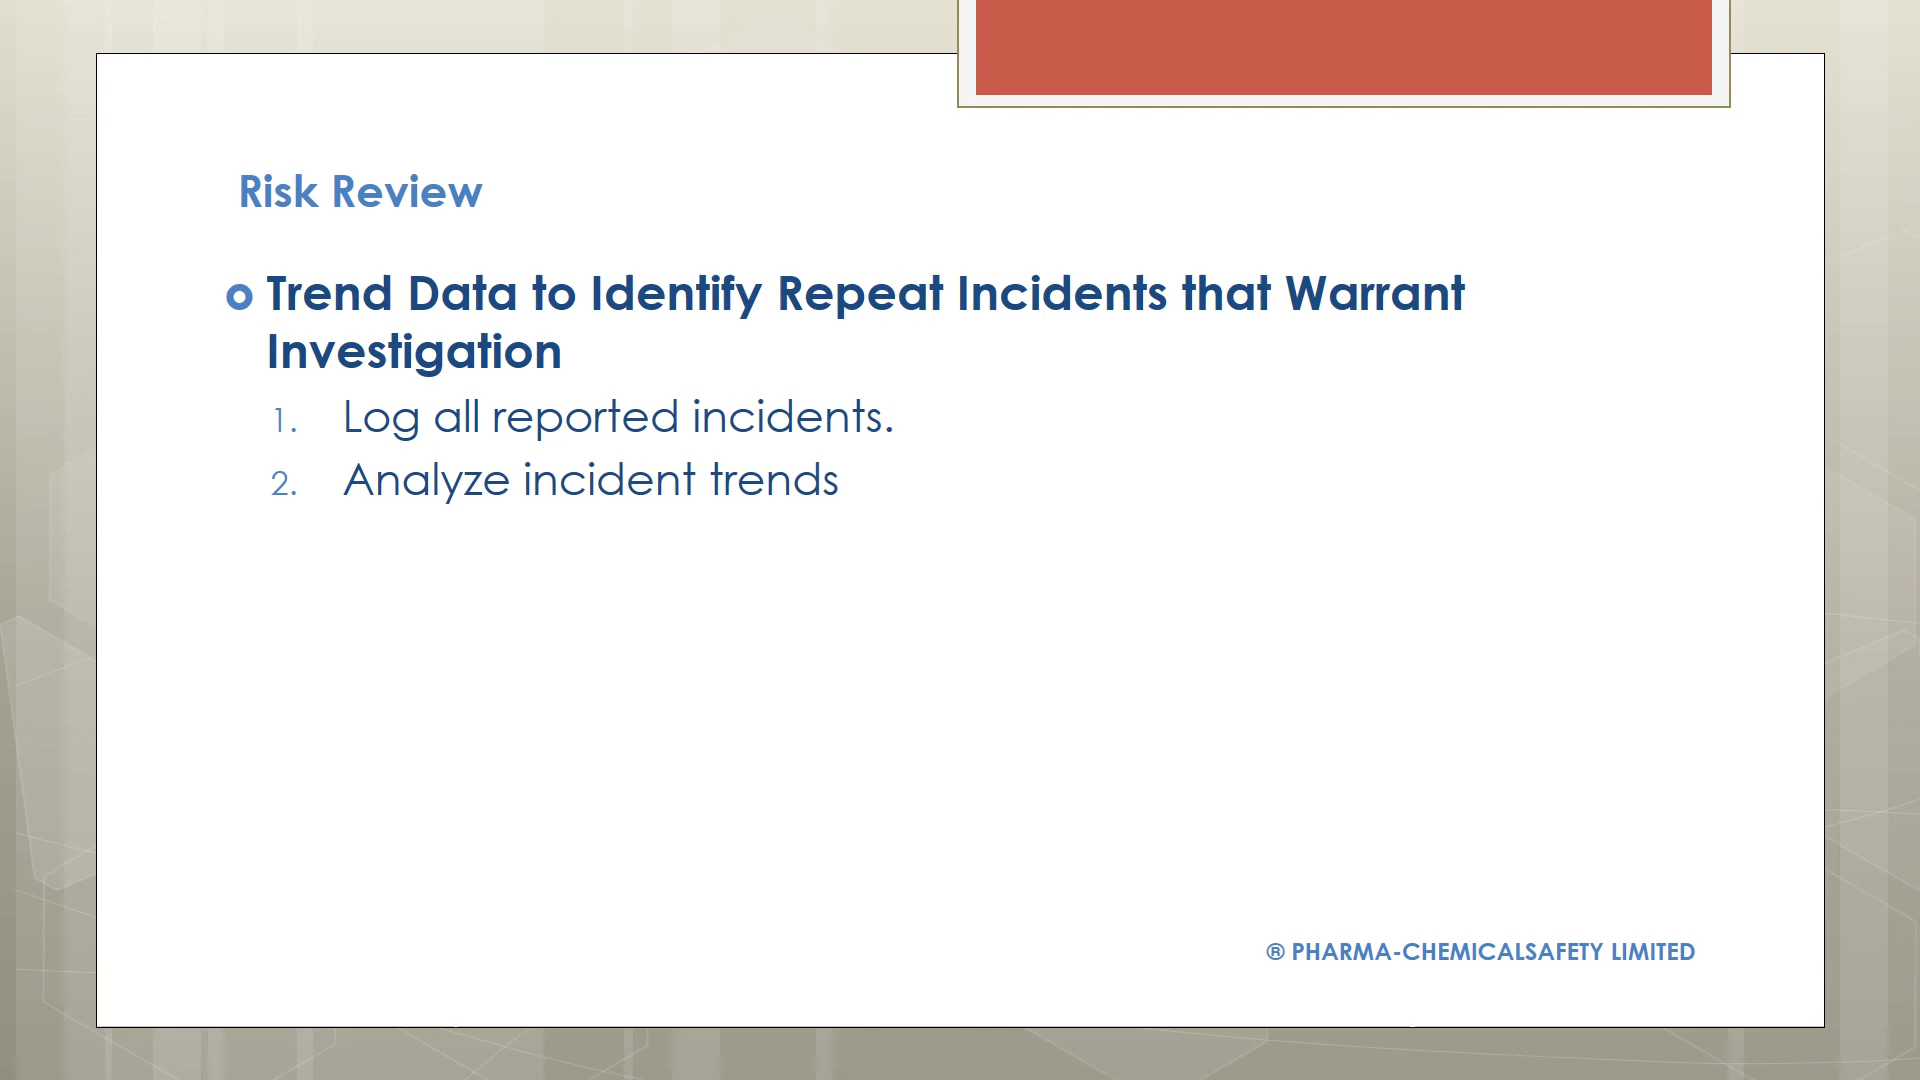 Risk Review
Trend Data to Identify Repeat Incidents that Warrant
Investigation
1. Log all reported incidents.
2. Analyze incident trends
® PHARMA-CHEMICALSAFETY LIMITED